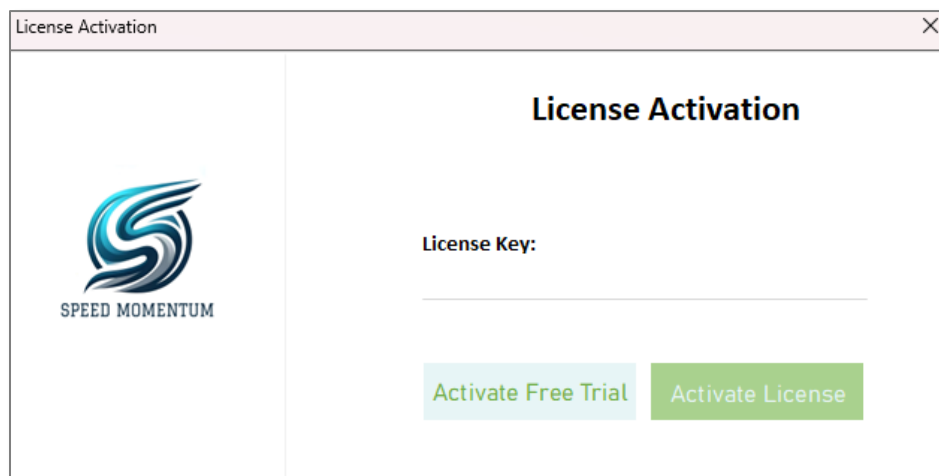 License Activation
License Activation
SPEED MOMENTUM
License Key:
Activate Free Trial
Activate License